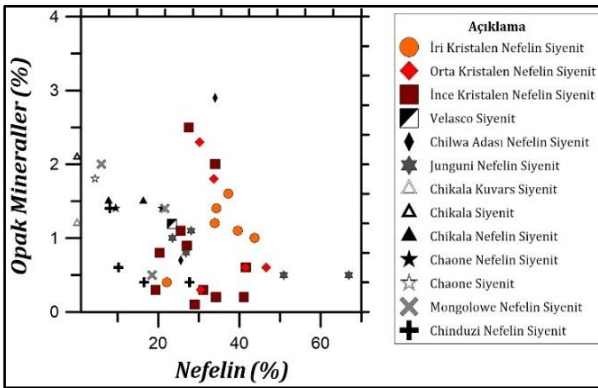 Opak Mineraller (%)
4
3
2
1
0
20
40
60
Nefelin (%)
Açıklama
İri Kristalen Nefelin Siyenit
Orta Kristalen Nefelin Siyenit
İnce Kristalen Nefelin Siyenit
Velasco Siyenit
Chilwa Adası Nefelin Siyenit
Junguni Nefelin Siyenit
Chikala Kuvars Siyenit
Chikala Siyenit
Chikala Nefelin Siyenit
Chaone Nefelin Siyenit
Chaone Siyenit
Mongolowe Nefelin Siyenit
Chinduzi Nefelin Siyenit